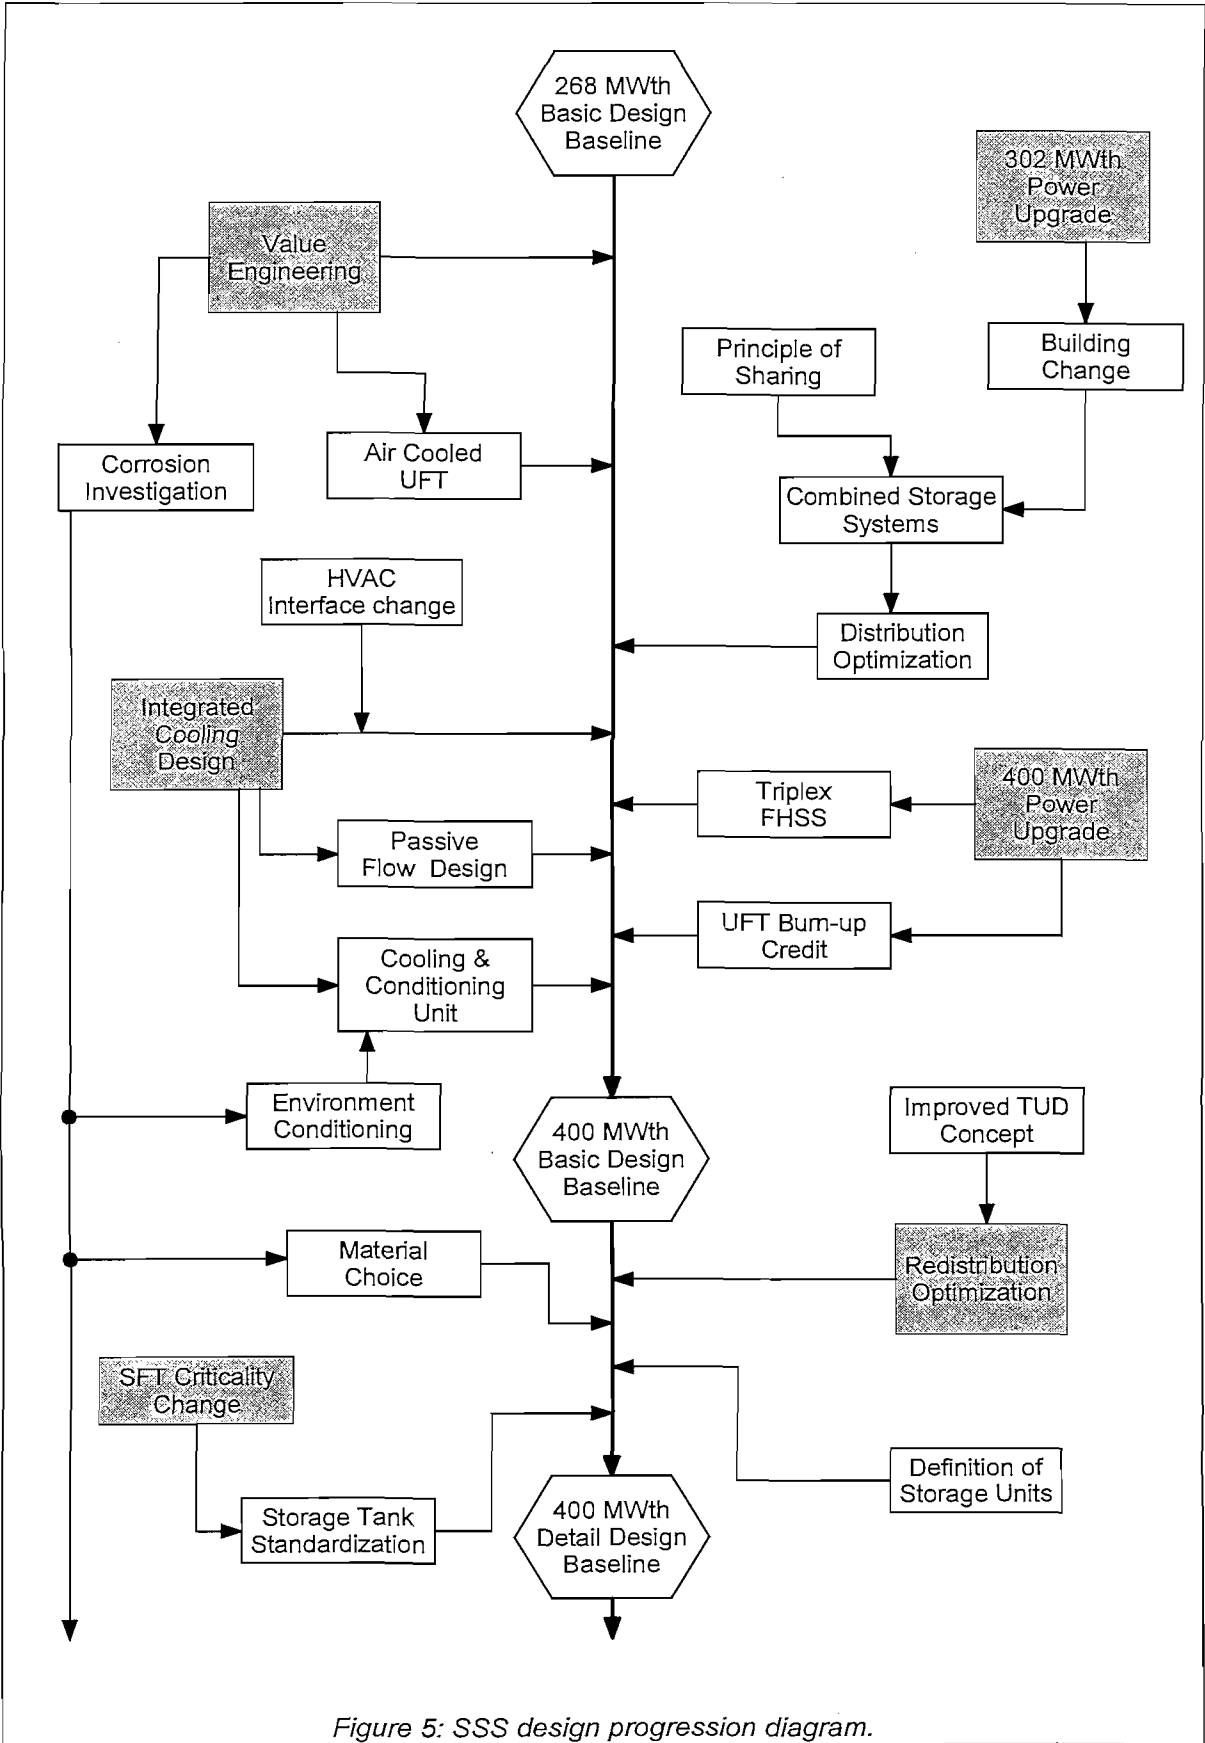 268 MWth
Basic Design
Baseline
302 MWth
Power
Upgrade
Value
Engineering
Principle of
Sharing
Building
Change
Corrosion
Investigation
Air Cooled
UFT
Combined Storage
Systems
HVAC
Interface change
Distribution
Optimization
Integrated
Cooling
Design
Triplex
FHSS
400 MWth
Power
Upgrade
Passive
Flow Design
UFT Burn-up
Credit
Cooling &
Conditioning
Unit
Environment
Conditioning
400 MWth
Basic Design
Baseline
Improved TUD
Concept
Material
Choice
Redistribution
Optimization
SFT Criticality
Change
Definition of
Storage Units
Storage Tank
Standardization
400 MWth
Detail Design
Baseline
Figure 5: SSS design progression diagram.